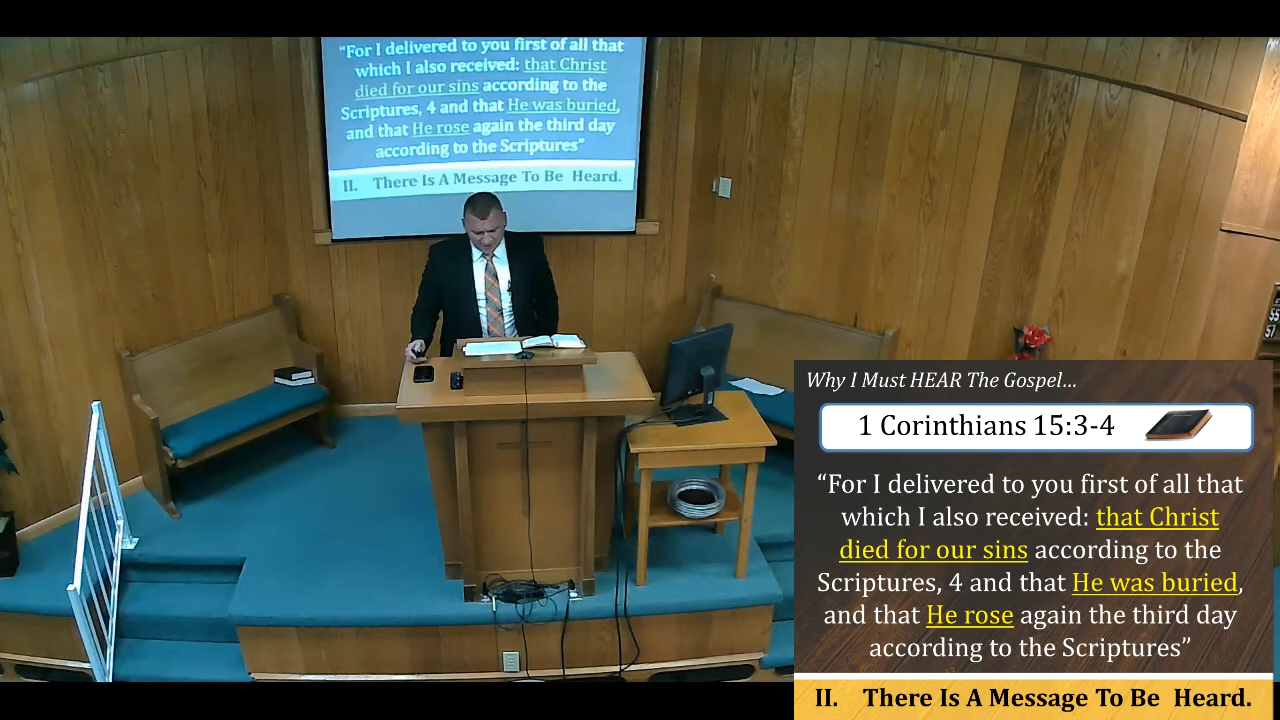 “For I delivered to you first of all that
which I also received: that Christ
died for our sins according to the
Scriptures, 4 and that He was buried,
and that He rose again the third day
according to the Scriptures”
II. There Is A Message To Be Heard.
55
57
Why I Must HEAR The Gospel...
1 Corinthians 15:3-4
“For I delivered to you first of all that
which I also received: that Christ
died for our sins according to the
Scriptures, 4 and that He was buried,
and that He rose again the third day
according to the Scriptures”
II. There Is A Message To Be Heard.